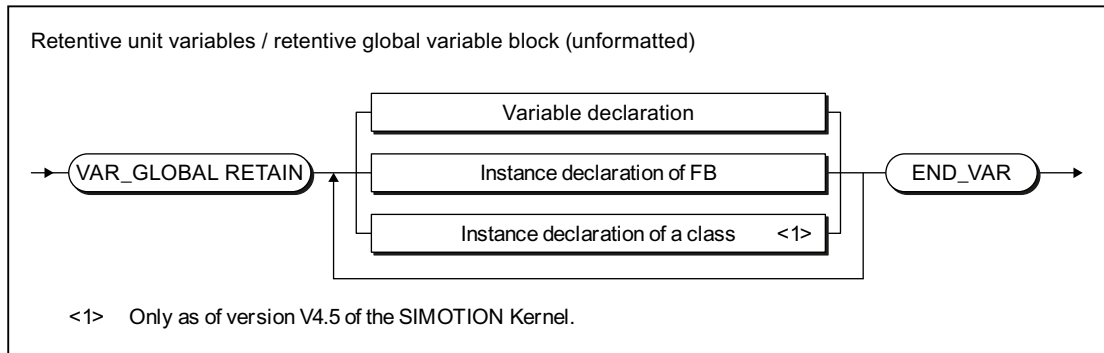 Retentive unit variables / retentive global variable block (unformatted)
Variable declaration
VAR_GLOBAL RETAIN
Instance declaration of FB
END_VAR
Instance declaration of a class <1>
<1> Only as of version V4.5 of the SIMOTION Kernel.